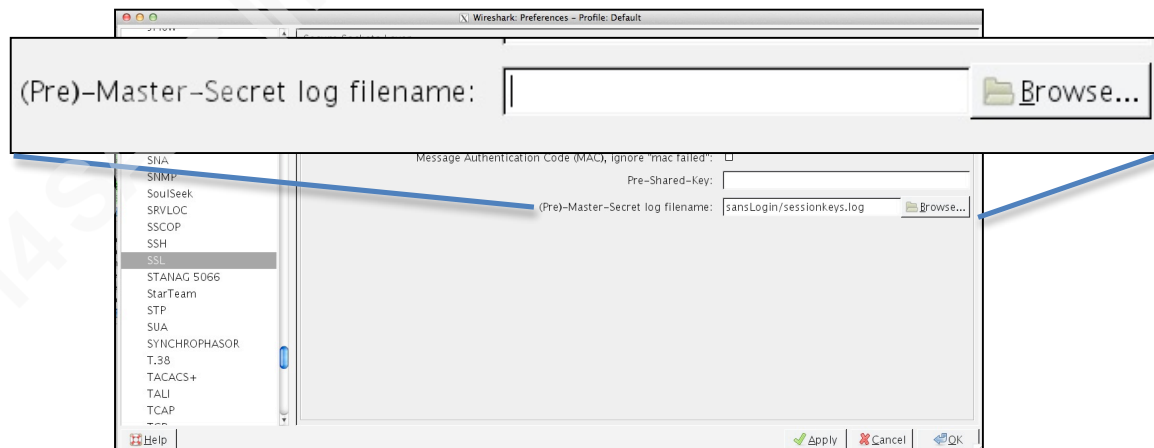 Wireshark: Preferences – Profile: Default
(Pre)-Master-Secret log filename: Browse...
SNA
Message Authentication Code (MAC), ignore "mac failed":
SNMP
Pre-Shared-Key:
SoulSeek
SRVLOC
(Pre)-Master-Secret log filename: sansLogin/sessionkeys.log Browse...
SSCOP
SSH
SSL
STANAG 5066
StarTeam
STP
SUA
SYNCHROPHASOR
T.38
TACACS+
TALI
TCAP
Help Apply Cancel OK